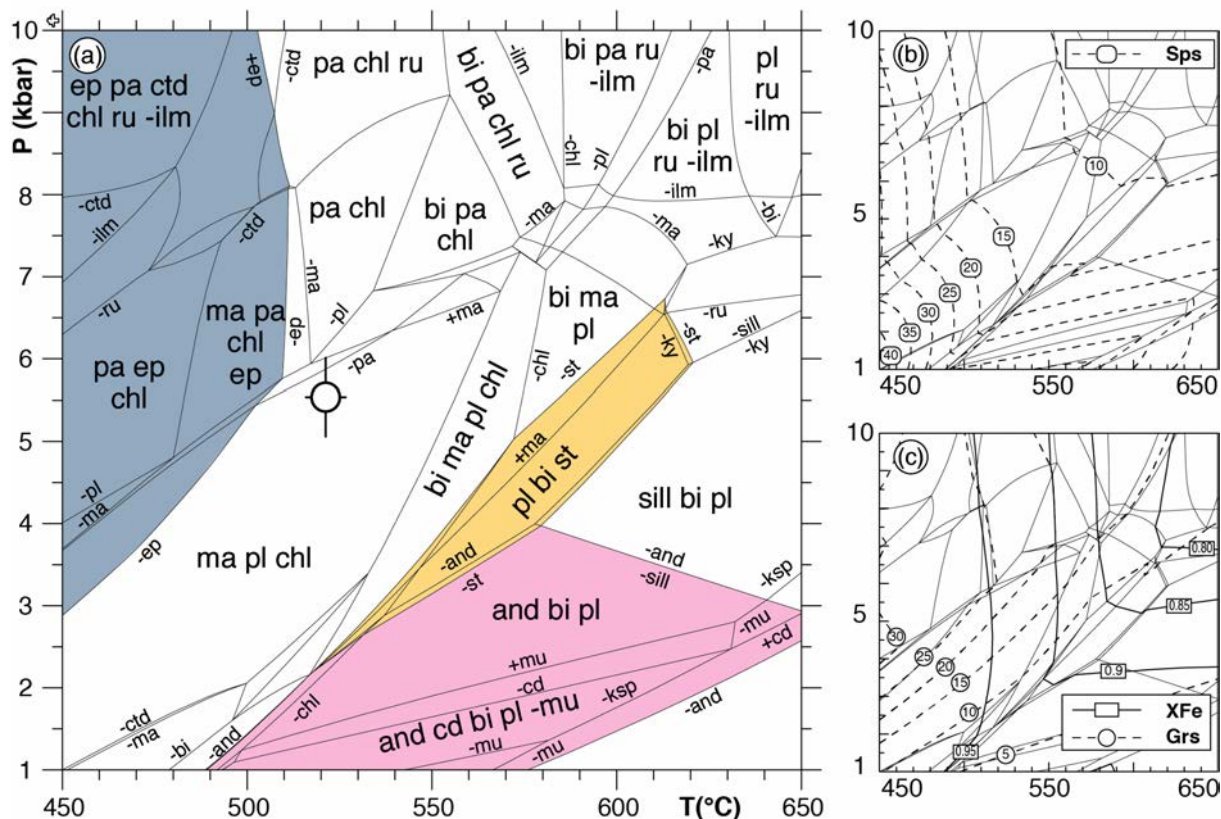 (a)
10
9
8
7
6
5
4
3
2
1
P (kbar)
450
500
550
600
650
T(°C)
ep pa ctd
chl ru -ilm
+ep
-ctd
pa chl ru
bi pa chl ru
-ilm
bi pa ru
-ilm
-chl
-pl
-pa
pl
ru
-ilm
bi pl
ru -ilm
-ilm
-bi
-ctd
-ilm
-ru
-ctd
pa chl
bi pa
chl
-ma
-ma
-ky
-ma
-pl
-ep
ma pa
chl
ep
pa ep
chl
+ma
-pa
bi ma
pl
-chl
-st
-ru
-st
-sill
-ky
-ky
-pl
-ma
-ep
bi ma pl chl
+ma
pl bi st
-and
-st
sill bi pl
ma pl chl
-and
-sill
-ksp
and bi pl
-mu
+cd
+mu
-cd
-ksp
-and
-chl
and cd bi pl -mu
-ctd
-ma
-bi
-and
-mu
-mu
(b)
Sps
10
5
1
10
15
20
25
30
35
40
450
550
650
(c)
10
5
1
30
25
20
15
10
5
0.95
0.9
0.85
0.80
XFe
Grs
450
550
650